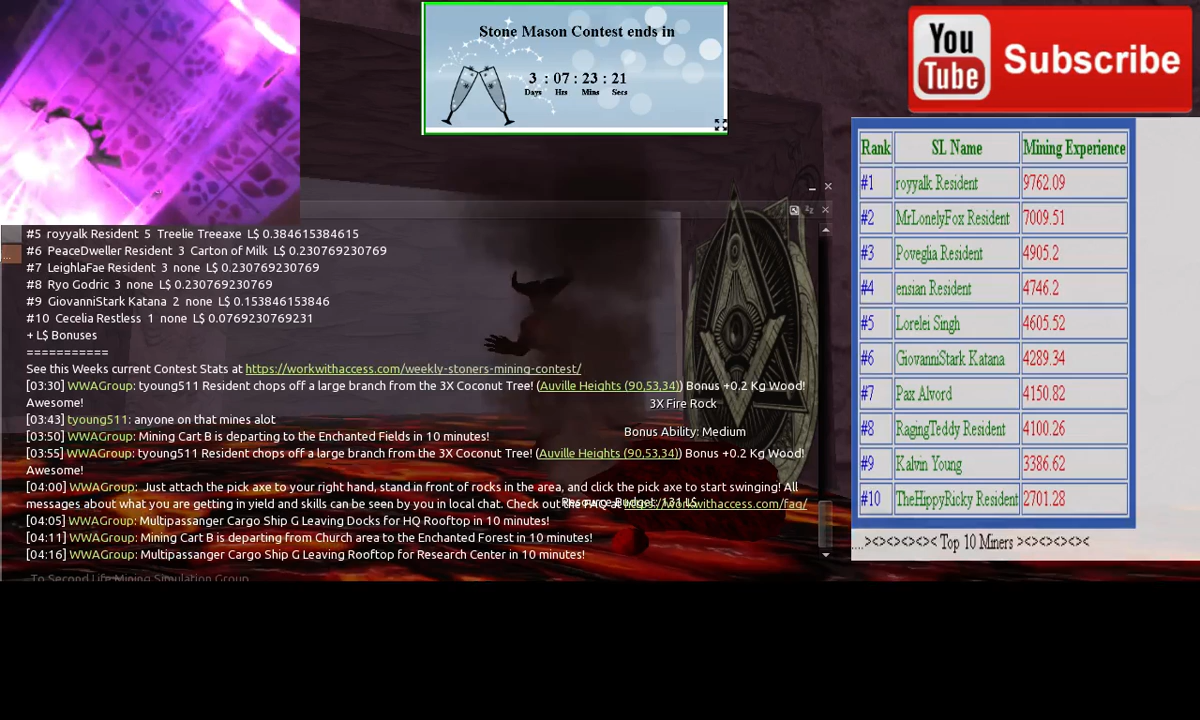 Stone Mason Contest ends in
3 : 07 : 23 : 21
Days Hrs Mins Secs
You
Tube
Subscribe
Rank SL Name Mining Experience
#1 royyalk Resident 9762.09
#2 MrLonelyFox Resident 7009.51
#3 Poveglia Resident 4905.2
#4 ensian Resident 4746.2
#5 Lorelei Singh 4605.52
#6 GiovanniStark Katana 4289.34
#7 Pax Alvord 4150.82
#8 RagingTeddy Resident 4100.26
#9 Kalvin Young 3386.62
#10 TheHippyRicky Resident 2701.28
....><><><>< Top 10 Miners ><><><><
#5 royyalk Resident 5 Treelie Treeaxe L$ 0.384615384615
#6 PeaceDweller Resident 3 Carton of Milk L$ 0.230769230769
#7 LeighlaFae Resident 3 none L$ 0.230769230769
#8 Ryo Godric 3 none L$ 0.230769230769
#9 GiovanniStark Katana 2 none L$ 0.153846153846
#10 Cecelia Restless 1 none L$ 0.0769230769231
+ L$ Bonuses
===========
See this Weeks current Contest Stats at https://workwithaccess.com/weekly-stoners-mining-contest/
[03:30] WWAGroup: tyoung511 Resident chops off a large branch from the 3X Coconut Tree! (Auville Heights (90,53,34)) Bonus +0.2 Kg Wood!
Awesome!
3X Fire Rock
[03:43] tyoung511: anyone on that mines alot
Bonus Ability: Medium
[03:50] WWAGroup: Mining Cart B is departing to the Enchanted Fields in 10 minutes!
[03:55] WWAGroup: tyoung511 Resident chops off a large branch from the 3X Coconut Tree! (Auville Heights (90,53,34)) Bonus +0.2 Kg Wood!
Awesome!
[04:00] WWAGroup: Just attach the pick axe to your right hand, stand in front of rocks in the area, and click the pick axe to start swinging! All
messages about what you are getting in yield and skills can be seen by you in local chat. Check out the FAQ at https://workwithaccess.com/faq/
Resource Budget: 131 L$
[04:05] WWAGroup: Multipassanger Cargo Ship G Leaving Docks for HQ Rooftop in 10 minutes!
[04:11] WWAGroup: Mining Cart B is departing from Church area to the Enchanted Forest in 10 minutes!
[04:16] WWAGroup: Multipassanger Cargo Ship G Leaving Rooftop for Research Center in 10 minutes!
To Second Life Mining Simulation Group